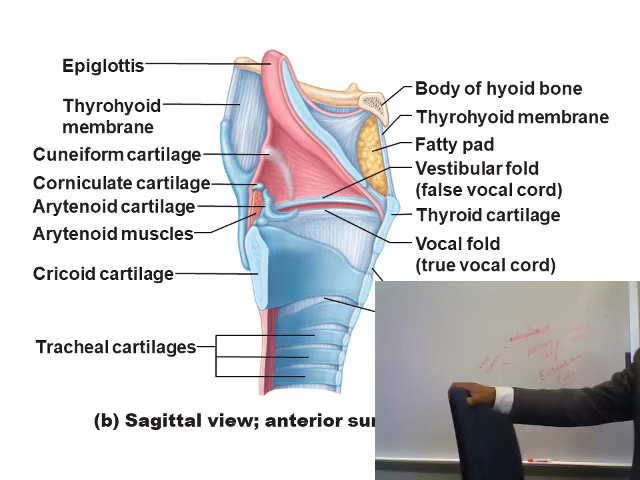 Epiglottis
Thyrohyoid
membrane
Cuneiform cartilage
Corniculate cartilage
Arytenoid cartilage
Arytenoid muscles
Cricoid cartilage
Tracheal cartilages
Body of hyoid bone
Thyrohyoid membrane
Fatty pad
Vestibular fold
(false vocal cord)
Thyroid cartilage
Vocal fold
(true vocal cord)
(b) Sagittal view; anterior